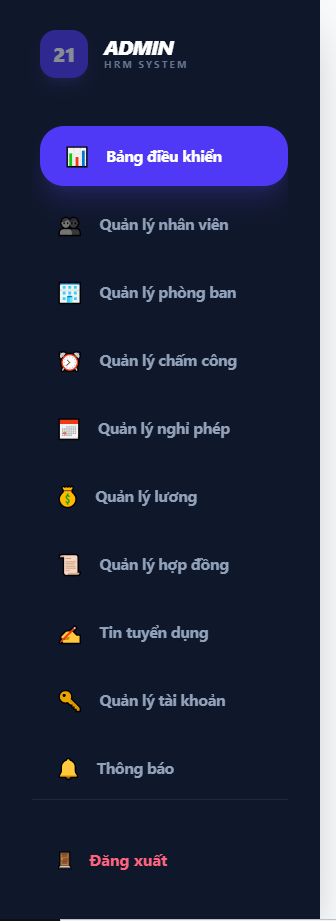 21
ADMIN
HRM SYSTEM
Bảng điều khiển
Quản lý nhân viên
Quản lý phòng ban
Quản lý chấm công
Quản lý nghỉ phép
Quản lý lương
Quản lý hợp đồng
Tin tuyển dụng
Quản lý tài khoản
Thông báo
Đăng xuất